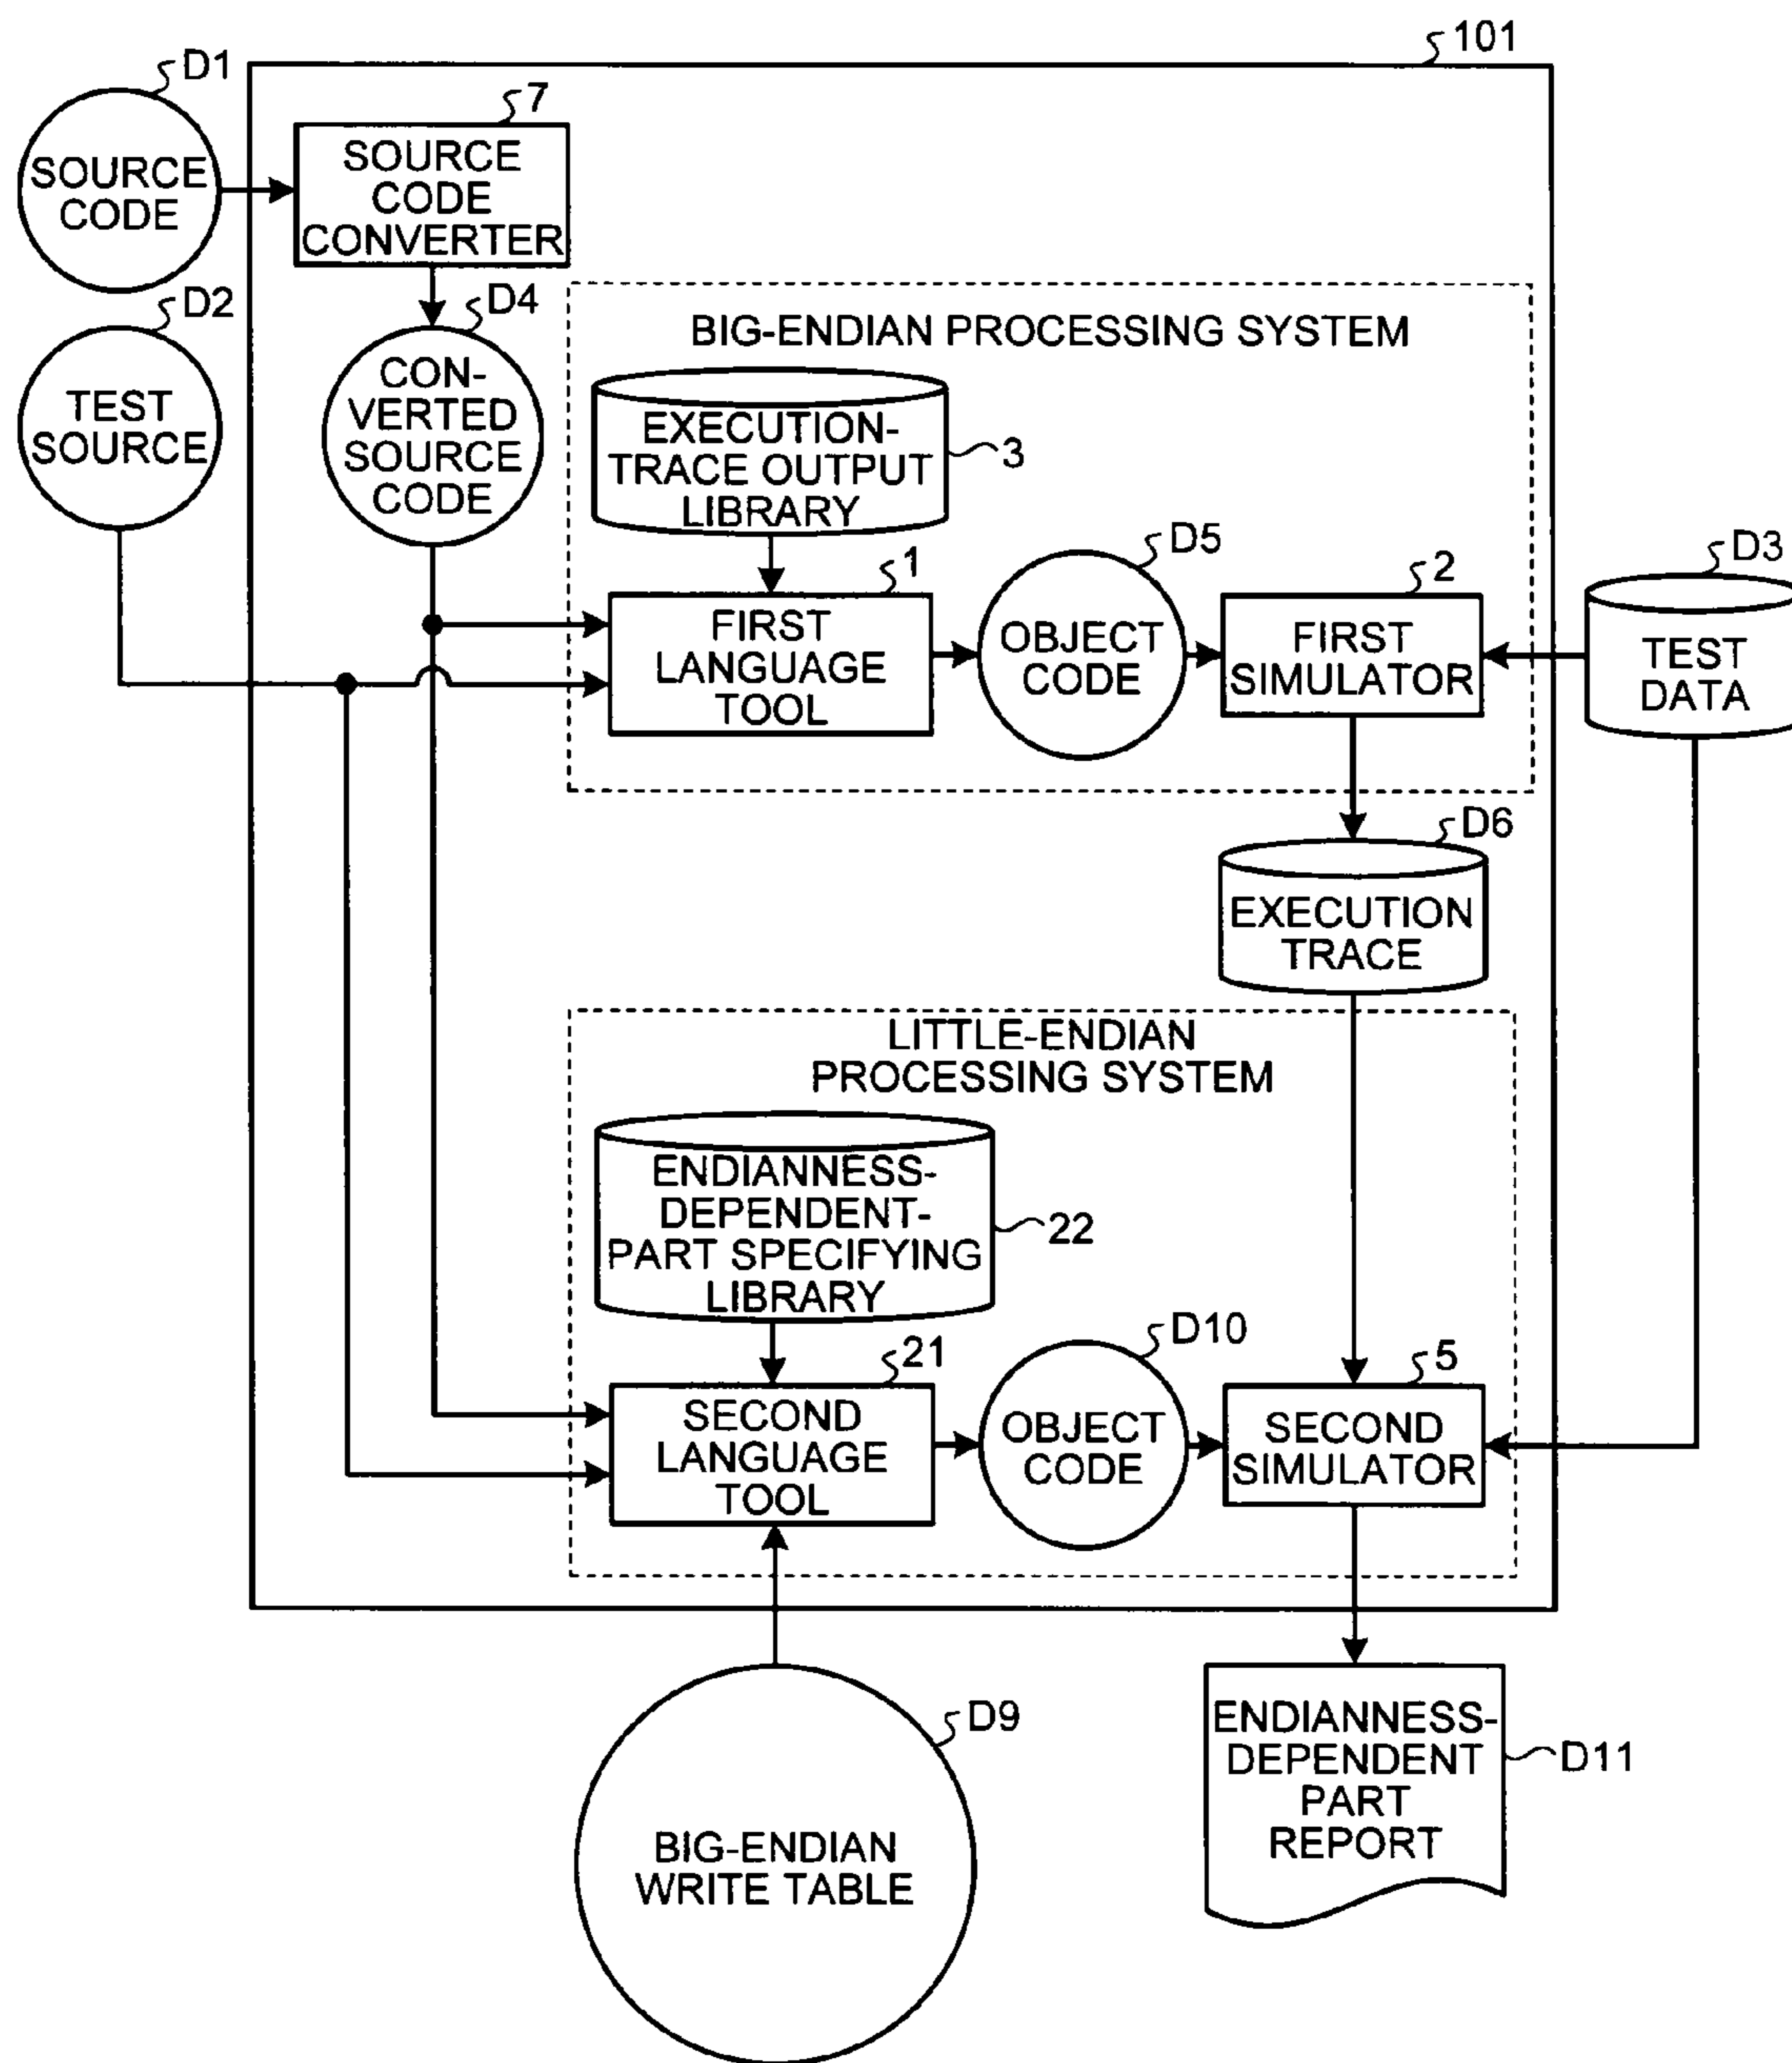 101
D1
SOURCE
CODE
7
SOURCE
CODE
CONVERTER
D2
TEST
SOURCE
D4
CON-
VERTED
SOURCE
CODE
BIG-ENDIAN PROCESSING SYSTEM
EXECUTION-
TRACE OUTPUT
LIBRARY
3
1
FIRST
LANGUAGE
TOOL
D5
OBJECT
CODE
2
FIRST
SIMULATOR
D3
TEST
DATA
D6
EXECUTION
TRACE
LITTLE-ENDIAN
PROCESSING SYSTEM
ENDIANNESS-
DEPENDENT-
PART SPECIFYING
LIBRARY
22
21
SECOND
LANGUAGE
TOOL
D10
OBJECT
CODE
5
SECOND
SIMULATOR
D9
BIG-ENDIAN
WRITE TABLE
ENDIANNESS-
DEPENDENT
PART
REPORT
D11